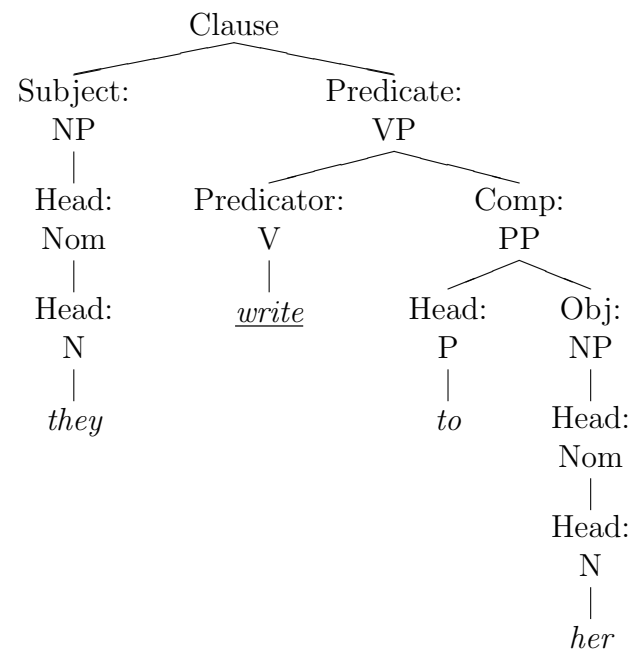 Clause
Subject: Predicate:
NP VP
Head: Predicator: Comp:
Nom V PP
Head: write Head: Obj:
N P NP
they to Head:
Nom
Head:
N
her